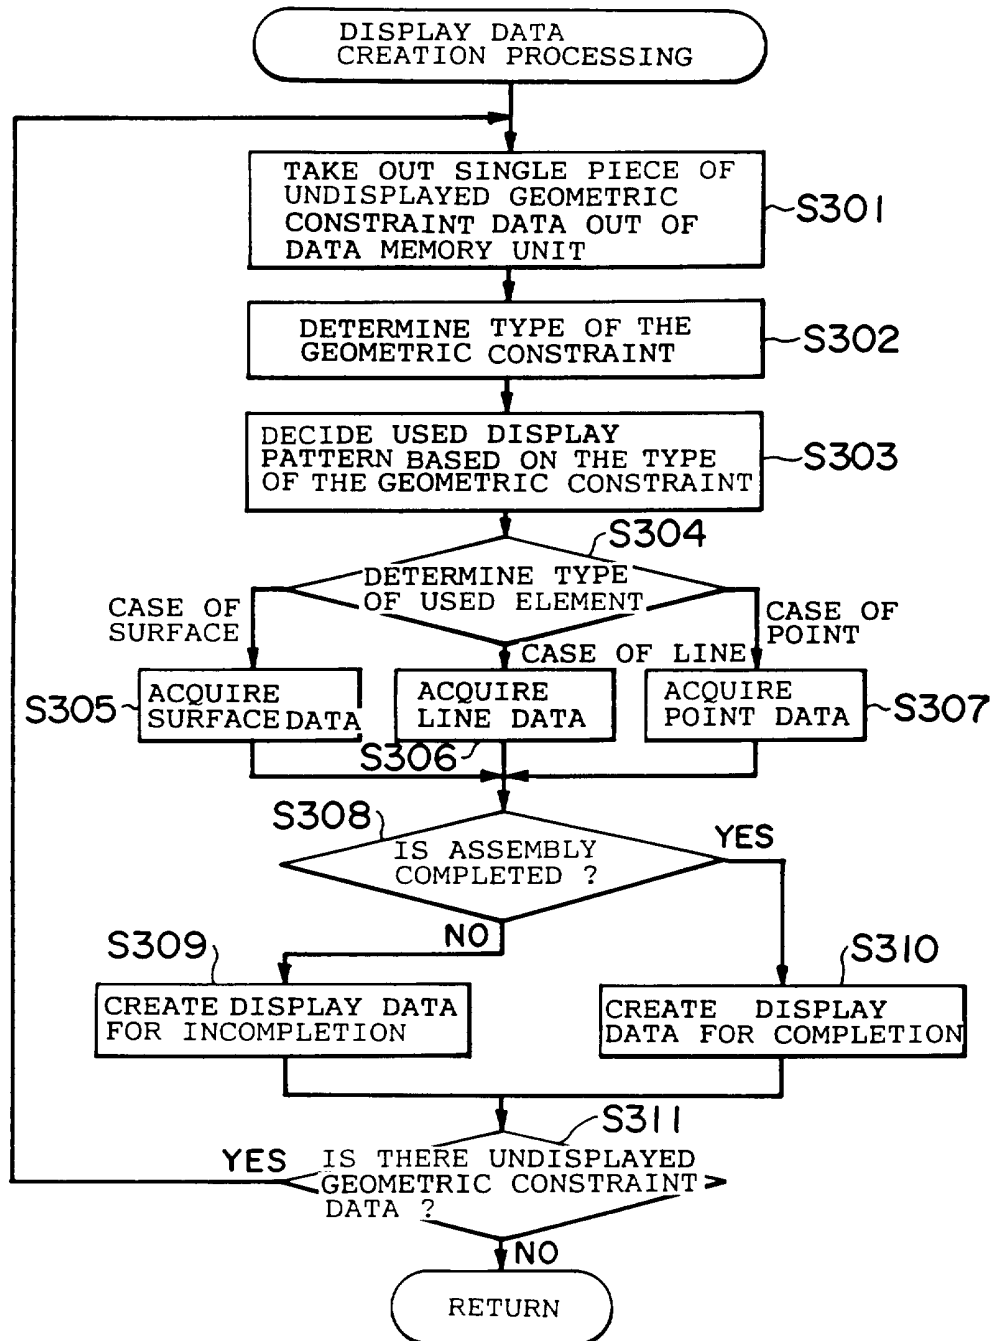 DISPLAY DATA
CREATION PROCESSING
TAKE OUT SINGLE PIECE OF
UNDISPLAYED GEOMETRIC
CONSTRAINT DATA OUT OF
DATA MEMORY UNIT
S301
DETERMINE TYPE OF THE
GEOMETRIC CONSTRAINT
S302
DECIDE USED DISPLAY
PATTERN BASED ON THE TYPE
OF THE GEOMETRIC CONSTRAINT
S303
S304
DETERMINE TYPE
OF USED ELEMENT
CASE OF
SURFACE
CASE OF LINE
CASE OF
POINT
S305
ACQUIRE
SURFACE DATA
ACQUIRE
LINE DATA
S306
ACQUIRE
POINT DATA
S307
S308
IS ASSEMBLY
COMPLETED ?
YES
NO
S309
CREATE DISPLAY DATA
FOR INCOMPLETION
S310
CREATE DISPLAY
DATA FOR COMPLETION
S311
YES
IS THERE UNDISPLAYED
GEOMETRIC CONSTRAINT
DATA ?
NO
RETURN